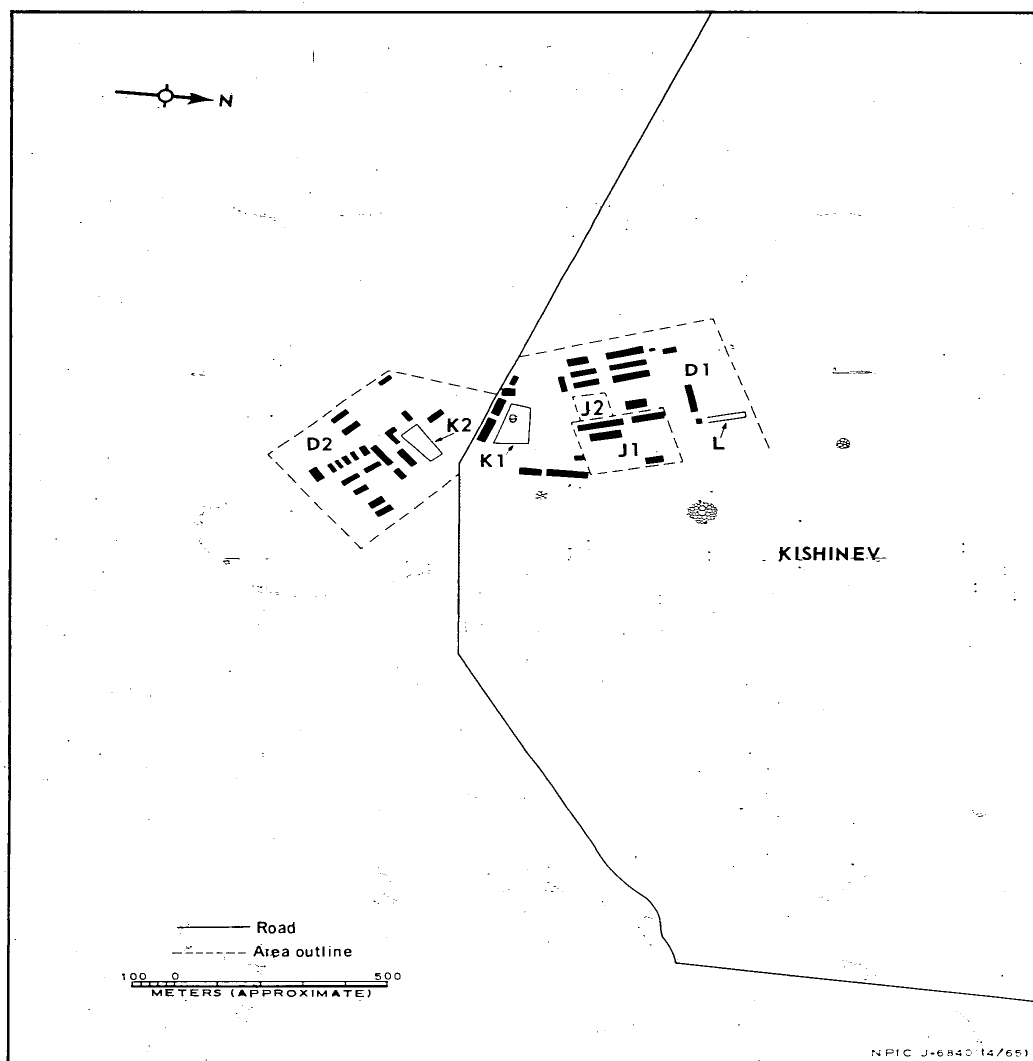 N
D1
J2
D2
K2
J1
K1
L
KISHINEV
Road
Area outline
100 0 500
METERS (APPROXIMATE)
NPIC J-6840 (4/65)